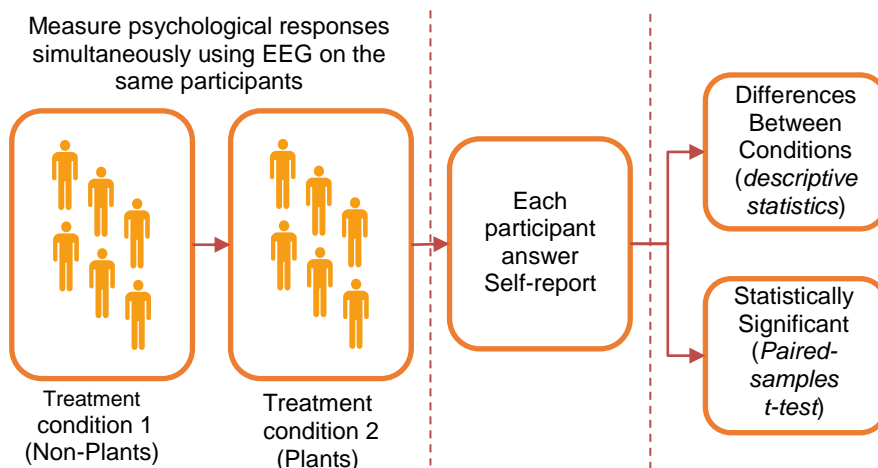 Measure psychological responses
simultaneously using EEG on the
same participants
Treatment
condition 1
(Non-Plants)
Treatment
condition 2
(Plants)
Each
participant
answer
Self-report
Differences
Between
Conditions
(descriptive
statistics)
Statistically
Significant
(Paired-
samples
t-test)